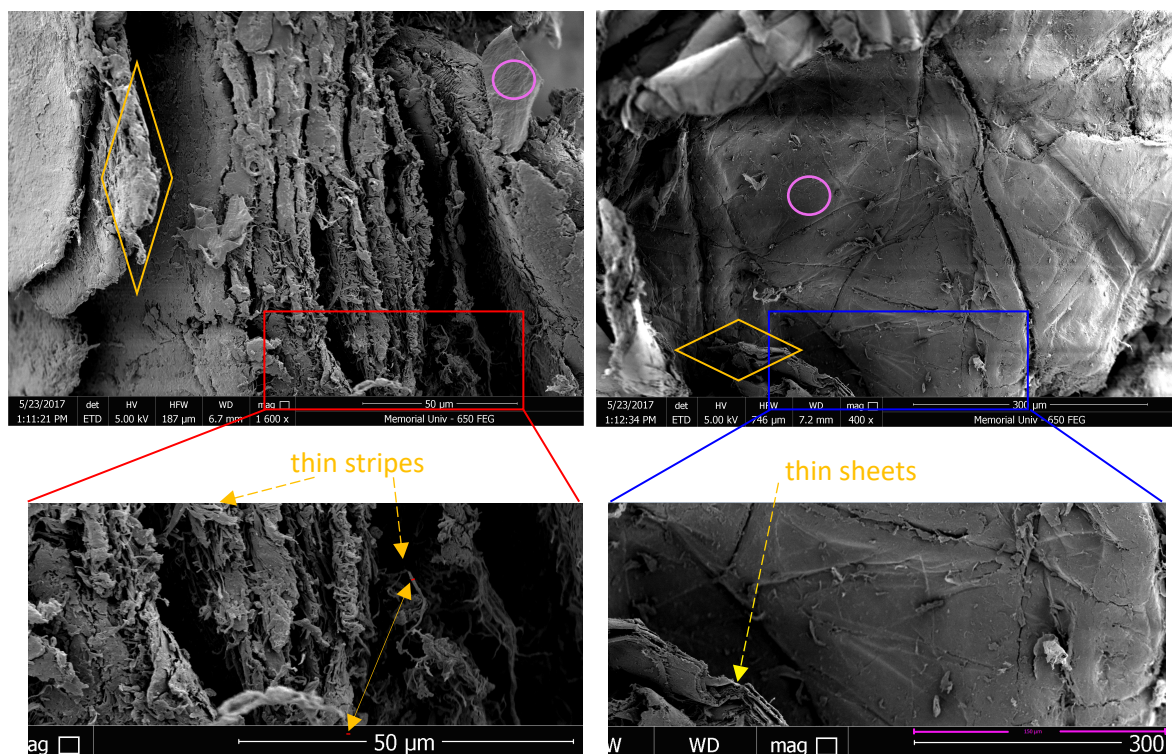 5/23/2017 det HV HFW WD mag 50 µm
1:11:21 PM ETD 5.00 kV 187 µm 6.7 mm 1 600 x Memorial Univ - 650 FEG
5/23/2017 det HV HFW WD mag 300 µm
1:12:34 PM ETD 5.00 kV 746 µm 7.2 mm 400 x Memorial Univ - 650 FEG
thin stripes
thin sheets
ag 50 µm
150µm
W WD mag 300